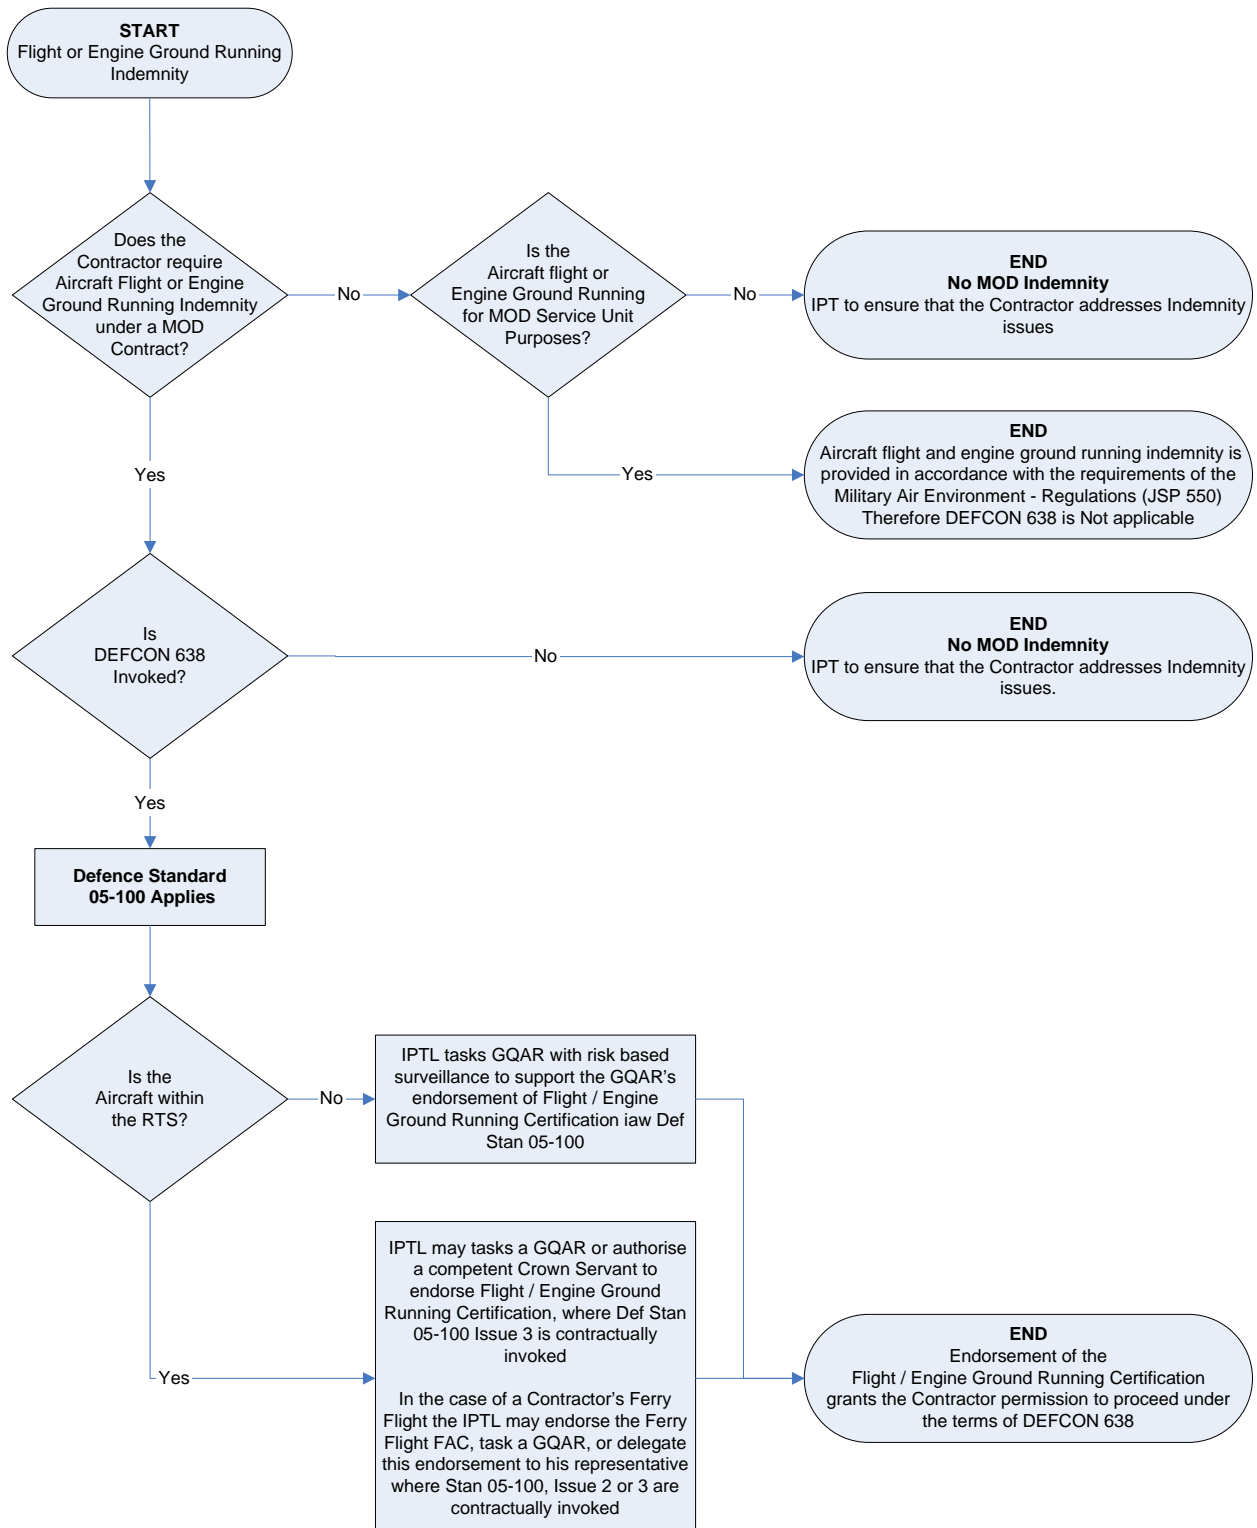 START
Flight or Engine Ground Running
Indemnity
Does the
Contractor require
Aircraft Flight or Engine
Ground Running Indemnity
under a MOD
Contract?
No
Is the
Aircraft flight or
Engine Ground Running
for MOD Service Unit
Purposes?
No
END
No MOD Indemnity
IPT to ensure that the Contractor addresses Indemnity
issues
Yes
Yes
END
Aircraft flight and engine ground running indemnity is
provided in accordance with the requirements of the
Military Air Environment - Regulations (JSP 550)
Therefore DEFCON 638 is Not applicable
Is
DEFCON 638
Invoked?
No
END
No MOD Indemnity
IPT to ensure that the Contractor addresses Indemnity
issues.
Yes
Defence Standard
05-100 Applies
Is the
Aircraft within
the RTS?
No
IPTL tasks GQAR with risk based
surveillance to support the GQAR's
endorsement of Flight / Engine
Ground Running Certification iaw Def
Stan 05-100
Yes
IPTL may tasks a GQAR or authorise
a competent Crown Servant to
endorse Flight / Engine Ground
Running Certification, where Def Stan
05-100 Issue 3 is contractually
invoked
In the case of a Contractor's Ferry
Flight the IPTL may endorse the Ferry
Flight FAC, task a GQAR, or delegate
this endorsement to his representative
where Stan 05-100, Issue 2 or 3 are
contractually invoked
END
Endorsement of the
Flight / Engine Ground Running Certification
grants the Contractor permission to proceed under
the terms of DEFCON 638